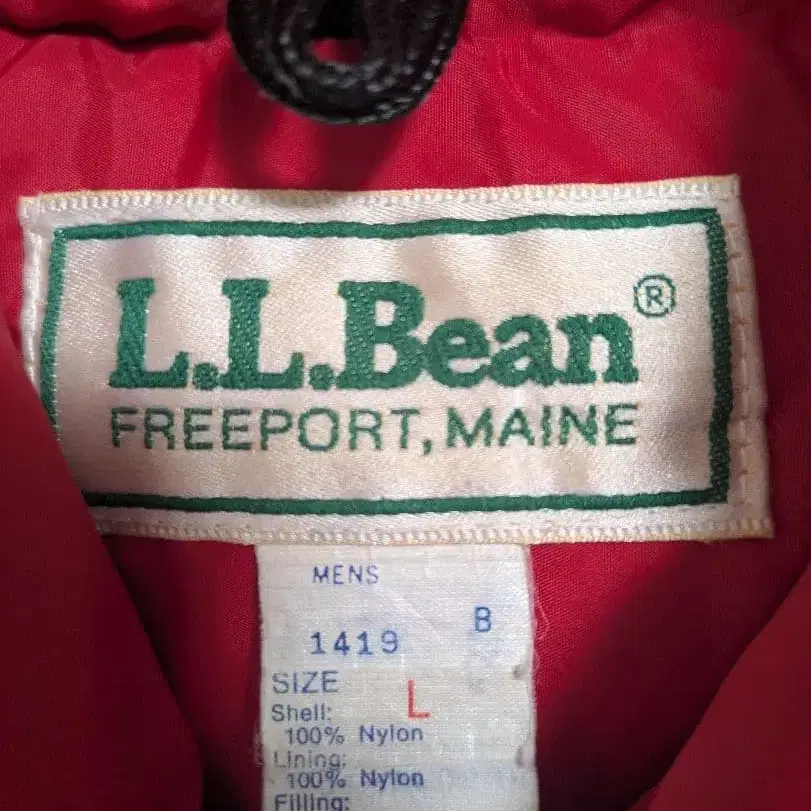 L.L.Bean®
FREEPORT, MAINE
MENS
B
1419
SIZE
L
Shell:
100% Nylon
Lining:
100% Nylon
Filling: